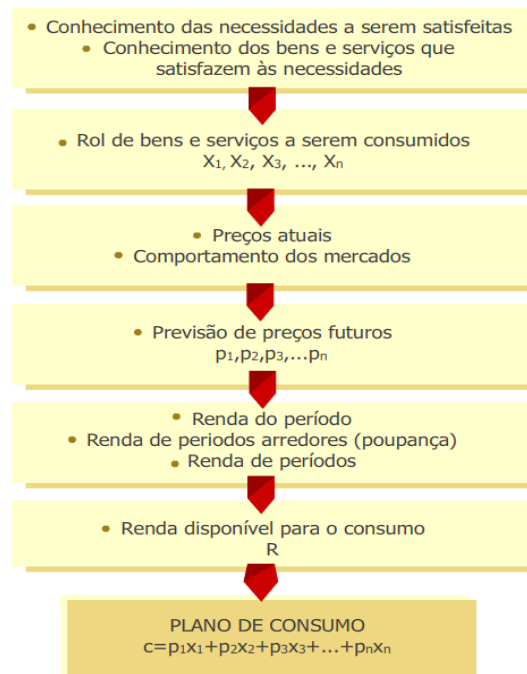 • Conhecimento das necessidades a serem satisfeitas
• Conhecimento dos bens e serviços que
satisfazem às necessidades
• Rol de bens e serviços a serem consumidos
X₁, X₂, X₃, ..., Xₙ
• Preços atuais
• Comportamento dos mercados
• Previsão de preços futuros
p₁,p₂,p₃,...pₙ
• Renda do período
• Renda de periodos arredores (poupança)
• Renda de períodos
• Renda disponível para o consumo
R
PLANO DE CONSUMO
c=p₁x₁+p₂x₂+p₃x₃+...+pₙxₙ